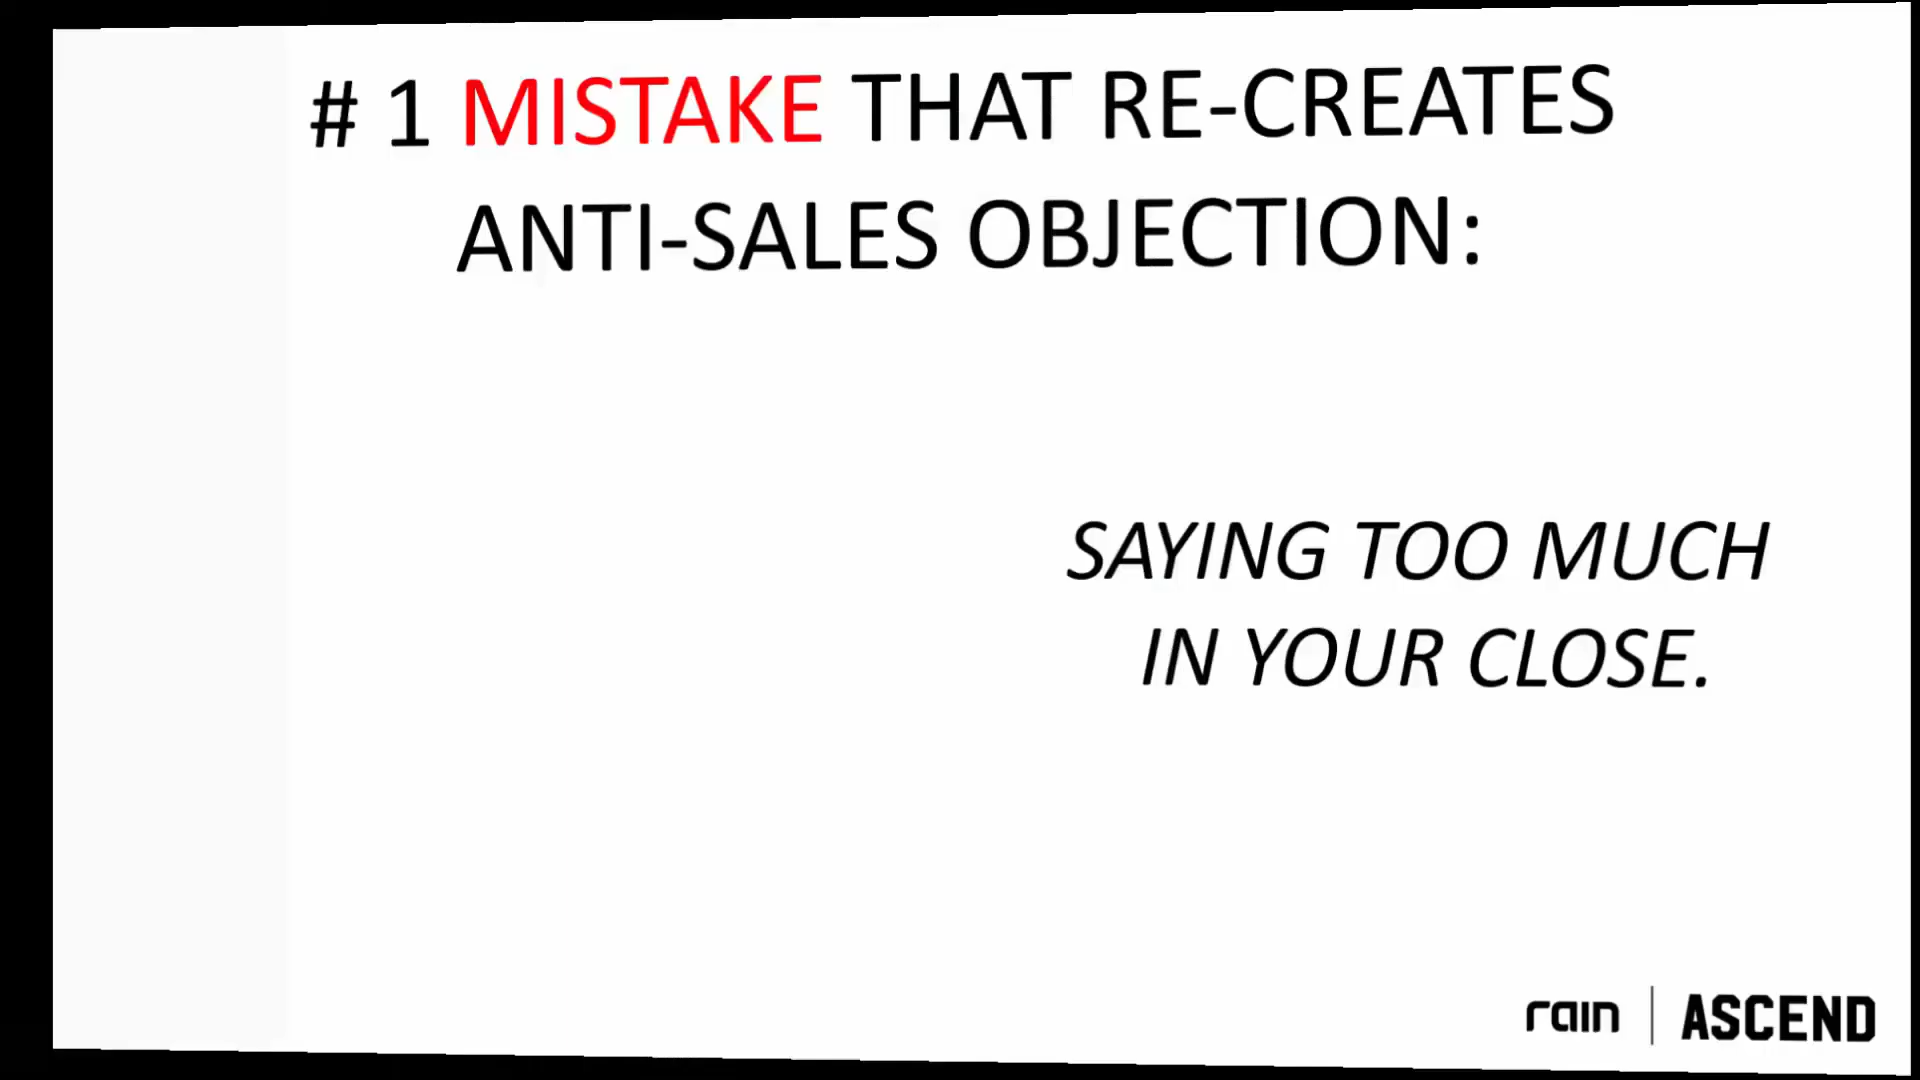 # 1 MISTAKE THAT RE-CREATES
ANTI-SALES OBJECTION:
SAYING TOO MUCH
IN YOUR CLOSE.
rain | ASCEND